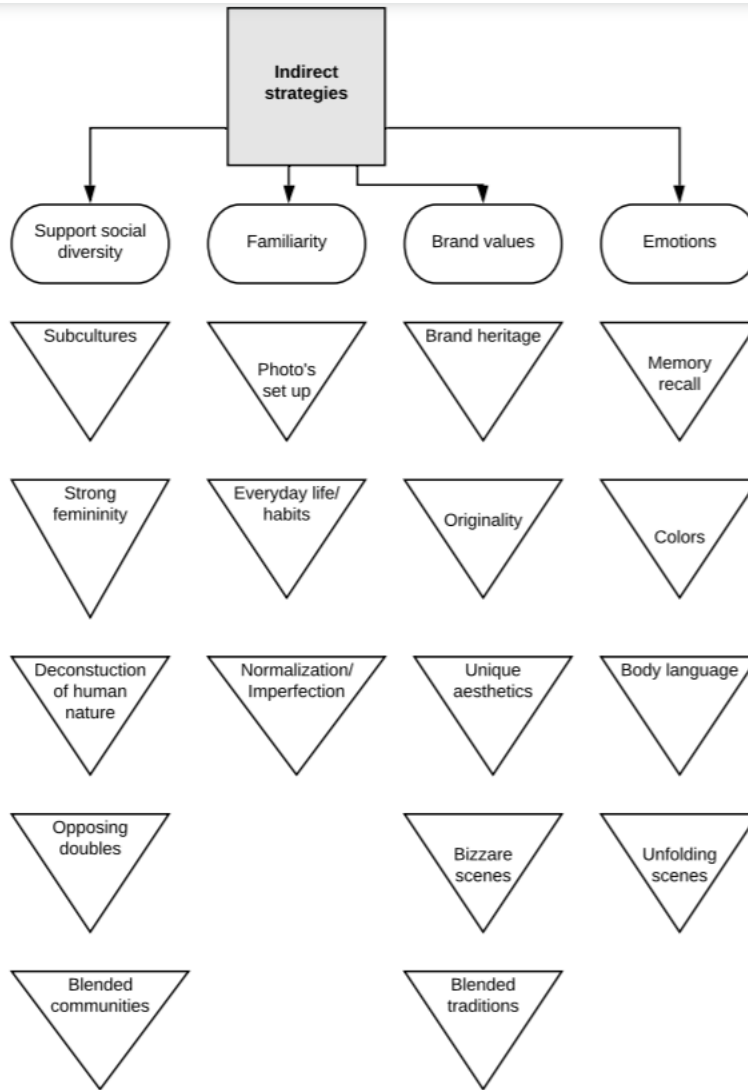 Indirect
strategies
Support social
diversity
Familiarity
Brand values
Emotions
Subcultures
Photo's
set up
Brand heritage
Memory
recall
Strong
femininity
Everyday life/
habits
Originality
Colors
Deconstuction
of human
nature
Normalization/
Imperfection
Unique
aesthetics
Body language
Opposing
doubles
Bizzare
scenes
Unfolding
scenes
Blended
communities
Blended
traditions